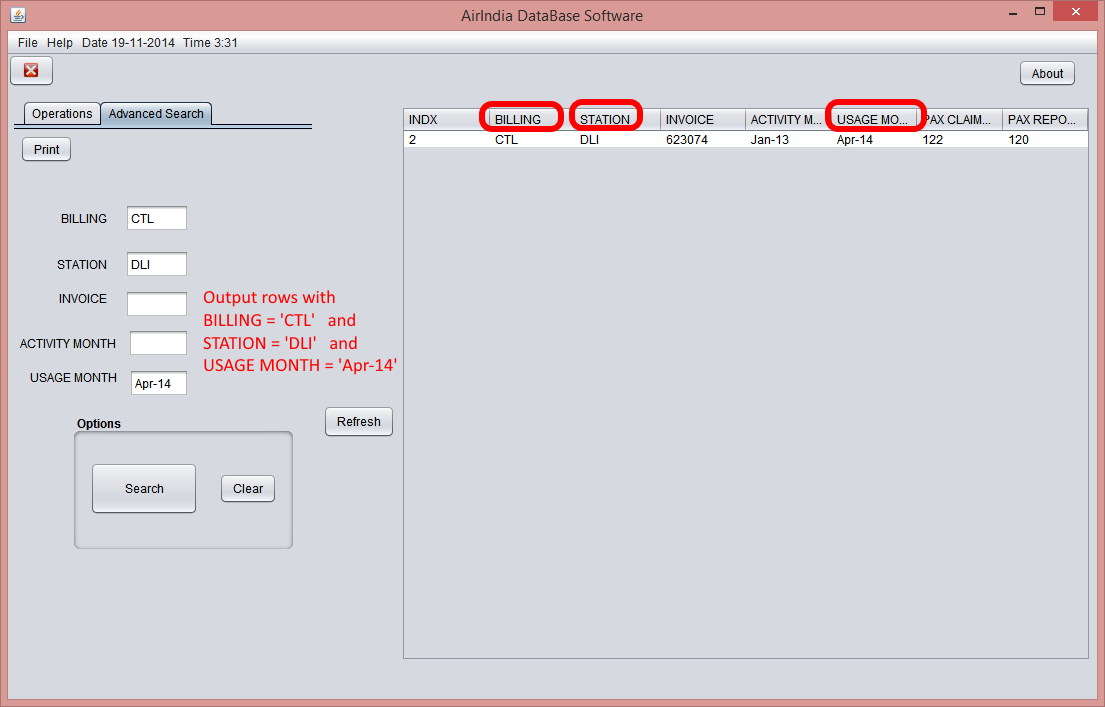 AirIndia DataBase Software
File Help Date 19-11-2014 Time 3:31
About
Operations Advanced Search
Print
INDX BILLING STATION INVOICE ACTIVITY M... USAGE MO... PAX CLAIM... PAX REPO...
2 CTL DLI 623074 Jan-13 Apr-14 122 120
BILLING CTL
STATION DLI
INVOICE
ACTIVITY MONTH
USAGE MONTH Apr-14
Output rows with
BILLING = 'CTL' and
STATION = 'DLI' and
USAGE MONTH = 'Apr-14'
Refresh
Options
Search Clear